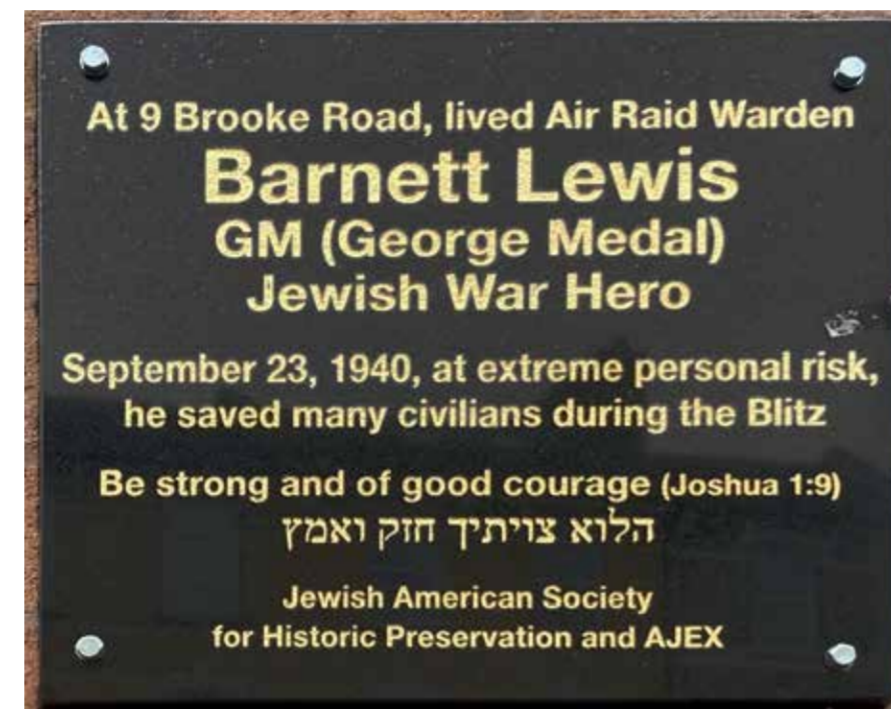 At 9 Brooke Road, lived Air Raid Warden
Barnett Lewis
GM (George Medal)
Jewish War Hero
September 23, 1940, at extreme personal risk,
he saved many civilians during the Blitz
Be strong and of good courage (Joshua 1:9)
הלוא צויתיך חזק ואמץ
Jewish American Society
for Historic Preservation and AJEX